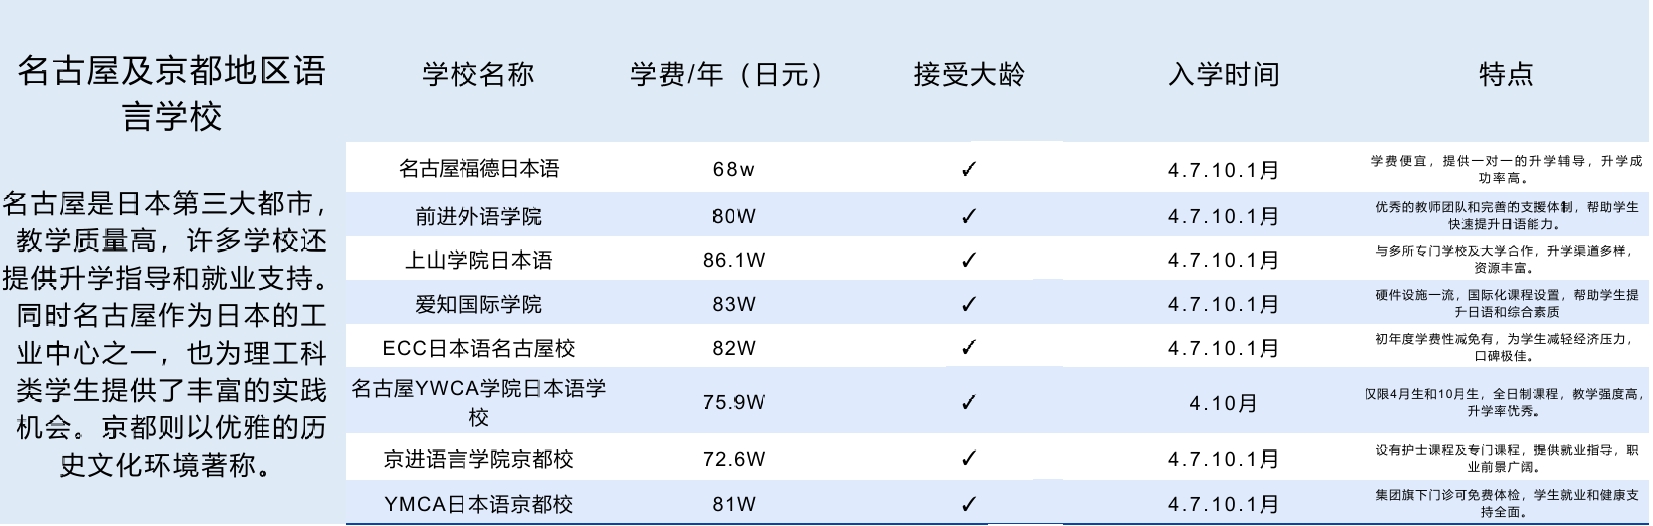 名古屋及京都地区语
言学校
名古屋是日本第三大都市，
教学质量高，许多学校还
提供升学指导和就业支持。
同时名古屋作为日本的工
业中心之一，也为理工科
类学生提供了丰富的实践
机会。京都则以优雅的历
史文化环境著称。
学校名称 学费/年（日元） 接受大龄 入学时间 特点
名古屋福德日本语 68w ✓ 4.7.10.1月 学费便宜，提供一对一的升学辅导，升学成
功率高。
前进外语学院 80W ✓ 4.7.10.1月 优秀的教师团队和完善的支援体制，帮助学生
快速提升日语能力。
上山学院日本语 86.1W ✓ 4.7.10.1月 与多所专门学校及大学合作，升学渠道多样，
资源丰富。
爱知国际学院 83W ✓ 4.7.10.1月 硬件设施一流，国际化课程设置，帮助学生提
升日语和综合素质
ECC日本语名古屋校 82W ✓ 4.7.10.1月 初年度学费性减免有，为学生减轻经济压力，
口碑极佳。
名古屋YWCA学院日本语学
校 75.9W ✓ 4.10月 仅限4月生和10月生，全日制课程，教学强度高，
升学率优秀。
京进语言学院京都校 72.6W ✓ 4.7.10.1月 设有护士课程及专门课程，提供就业指导，职
业前景广阔。
YMCA日本语京都校 81W ✓ 4.7.10.1月 集团旗下门诊可免费体检，学生就业和健康支
持全面。